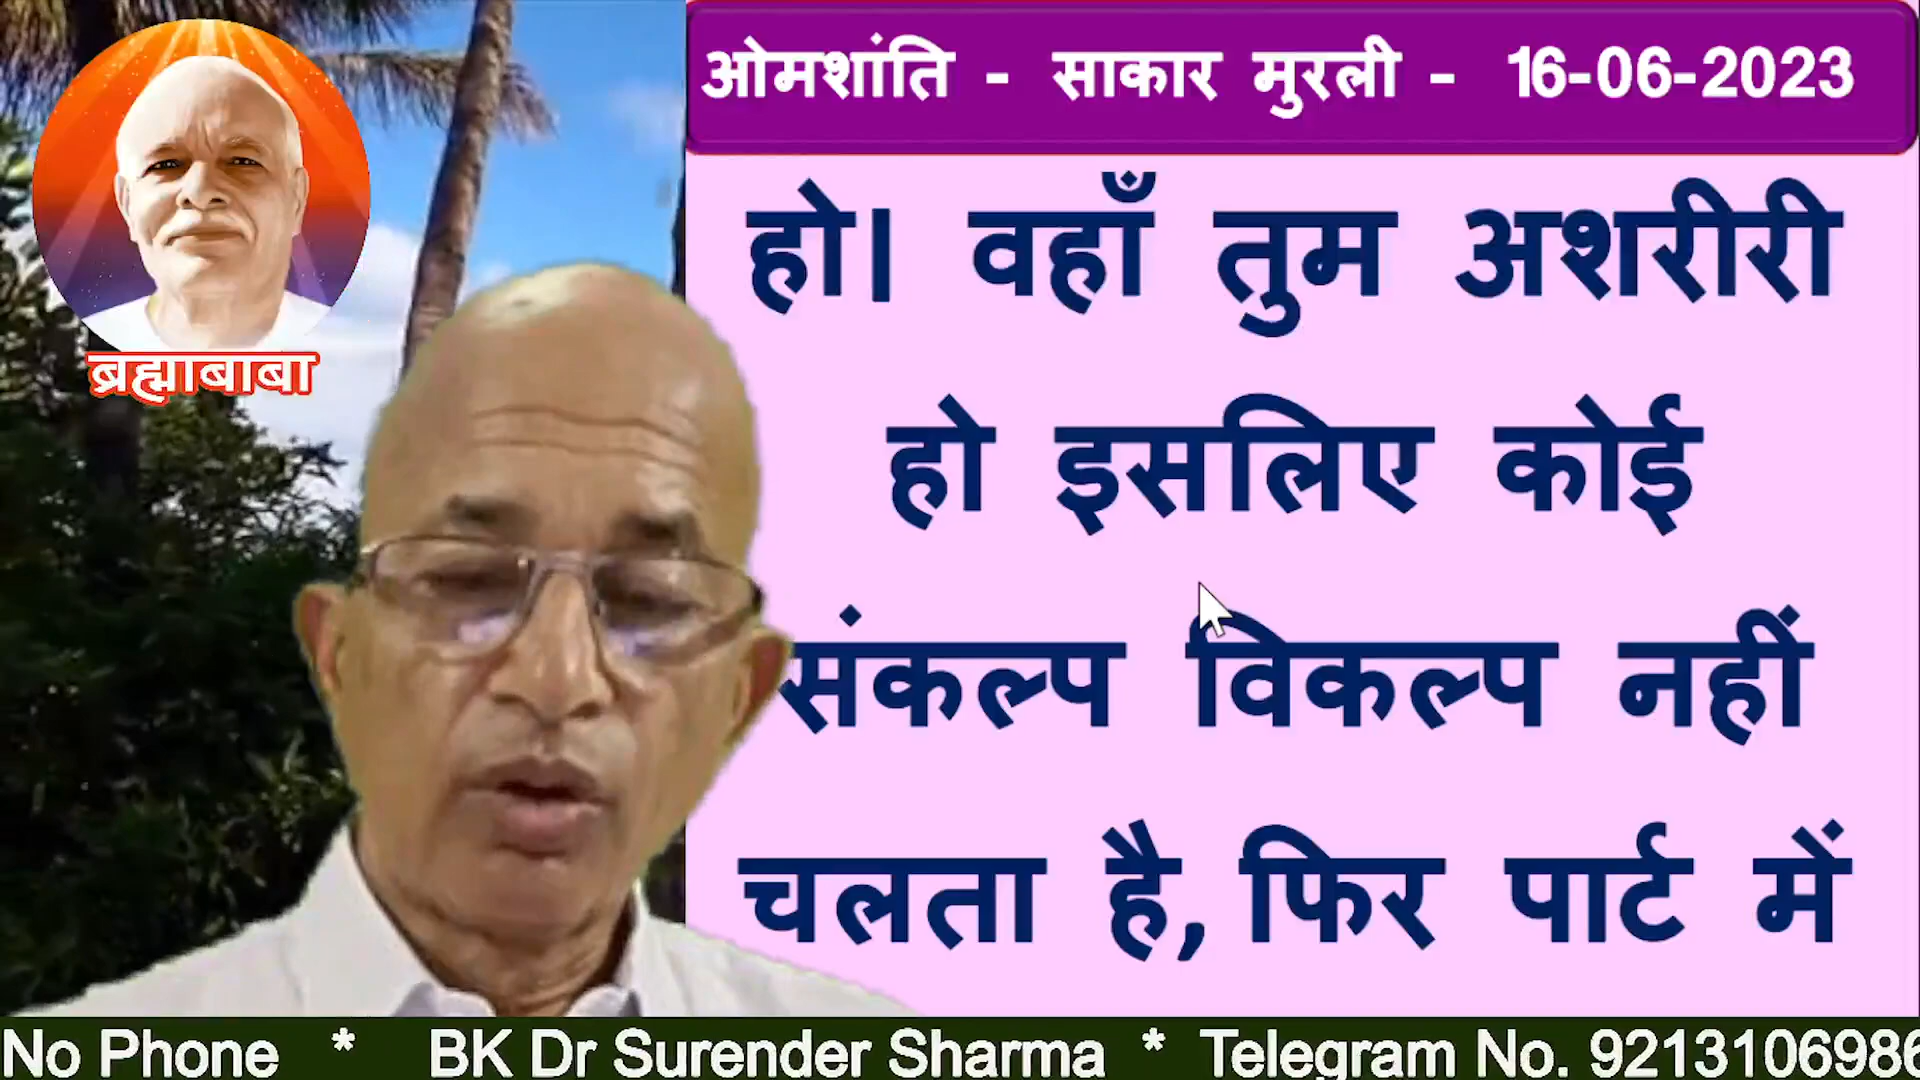 ओमशांति - साकार मुरली - 16-06-2023
ब्रह्माबाबा
हो। वहाँ तुम अशरीरी
हो इसलिए कोई
संकल्प विकल्प नहीं
चलता है, फिर पार्ट में
No Phone * BK Dr Surender Sharma * Telegram No. 9213106986